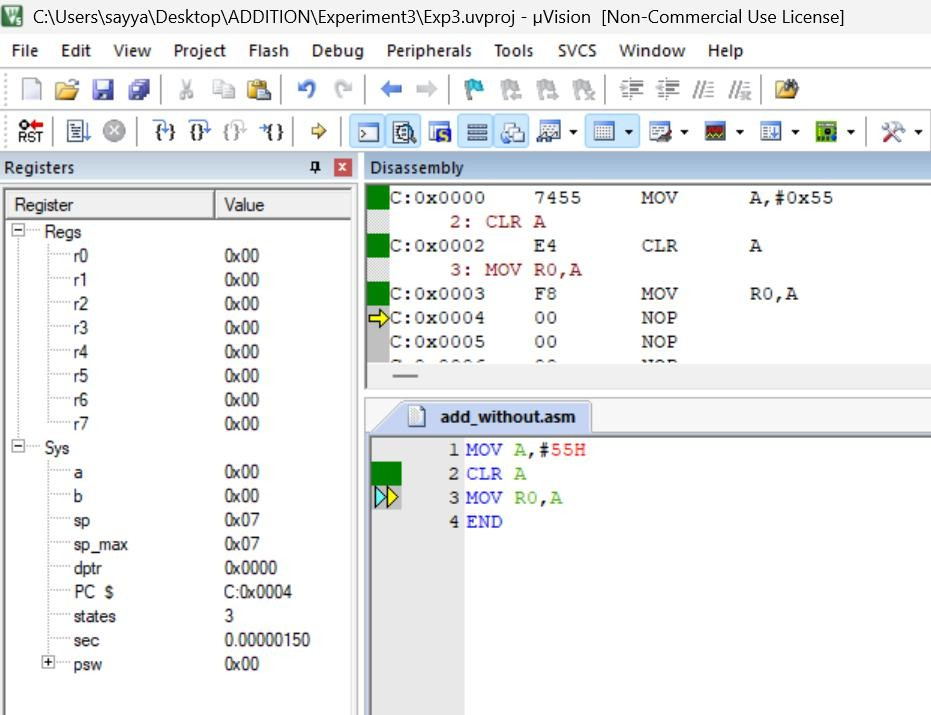 C:\Users\sayya\Desktop\ADDITION\Experiment3\Exp3.uvproj - µVision [Non-Commercial Use License]
File Edit View Project Flash Debug Peripherals Tools SVCS Window Help
RST
Registers
Register Value
Regs
r0 0x00
r1 0x00
r2 0x00
r3 0x00
r4 0x00
r5 0x00
r6 0x00
r7 0x00
Sys
a 0x00
b 0x00
sp 0x07
sp_max 0x07
dptr 0x0000
PC $ C:0x0004
states 3
sec 0.00000150
psw 0x00
Disassembly
C:0x0000 7455 MOV A,#0x55
2: CLR A
C:0x0002 E4 CLR A
3: MOV R0,A
C:0x0003 F8 MOV R0,A
C:0x0004 00 NOP
C:0x0005 00 NOP
add_without.asm
1 MOV A,#55H
2 CLR A
3 MOV R0,A
4 END